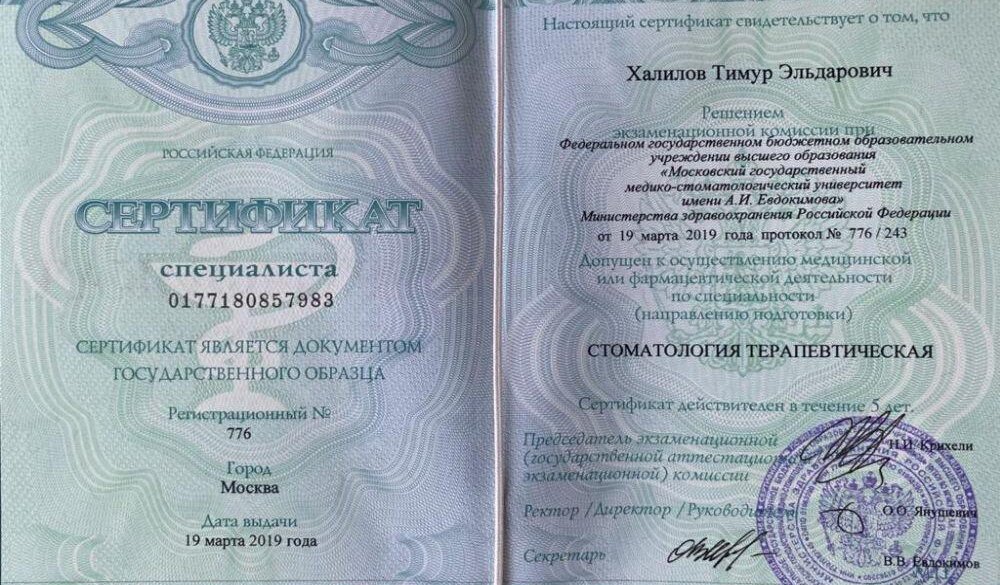 РОССИЙСКАЯ ФЕДЕРАЦИЯ
СЕРТИФИКАТ
специалиста
0177180857983
СЕРТИФИКАТ ЯВЛЯЕТСЯ ДОКУМЕНТОМ
ГОСУДАРСТВЕННОГО ОБРАЗЦА
Регистрационный №
776
Город
Москва
Дата выдачи
19 марта 2019 года
Настоящий сертификат свидетельствует о том, что
Халилов Тимур Эльдарович
Решением
экзаменационной комиссии при
Федеральном государственном бюджетном образовательном
учреждении высшего образования
«Московский государственный
медико-стоматологический университет
имени А.И. Евдокимова»
Министерства здравоохранения Российской Федерации
от 19 марта 2019 года протокол № 776 / 243
Допущен к осуществлению медицинской
или фармацевтической деятельности
по специальности
(направлению подготовки)
СТОМАТОЛОГИЯ ТЕРАПЕВТИЧЕСКАЯ
Сертификат действителен в течение 5 лет.
Председатель экзаменационной
(государственной аттестационно
экзаменационной) комиссии
Н.И. Крихели
Ректор / Директор / Руководитель
О.О. Янушевич
Секретарь
В.В. Евдокимов